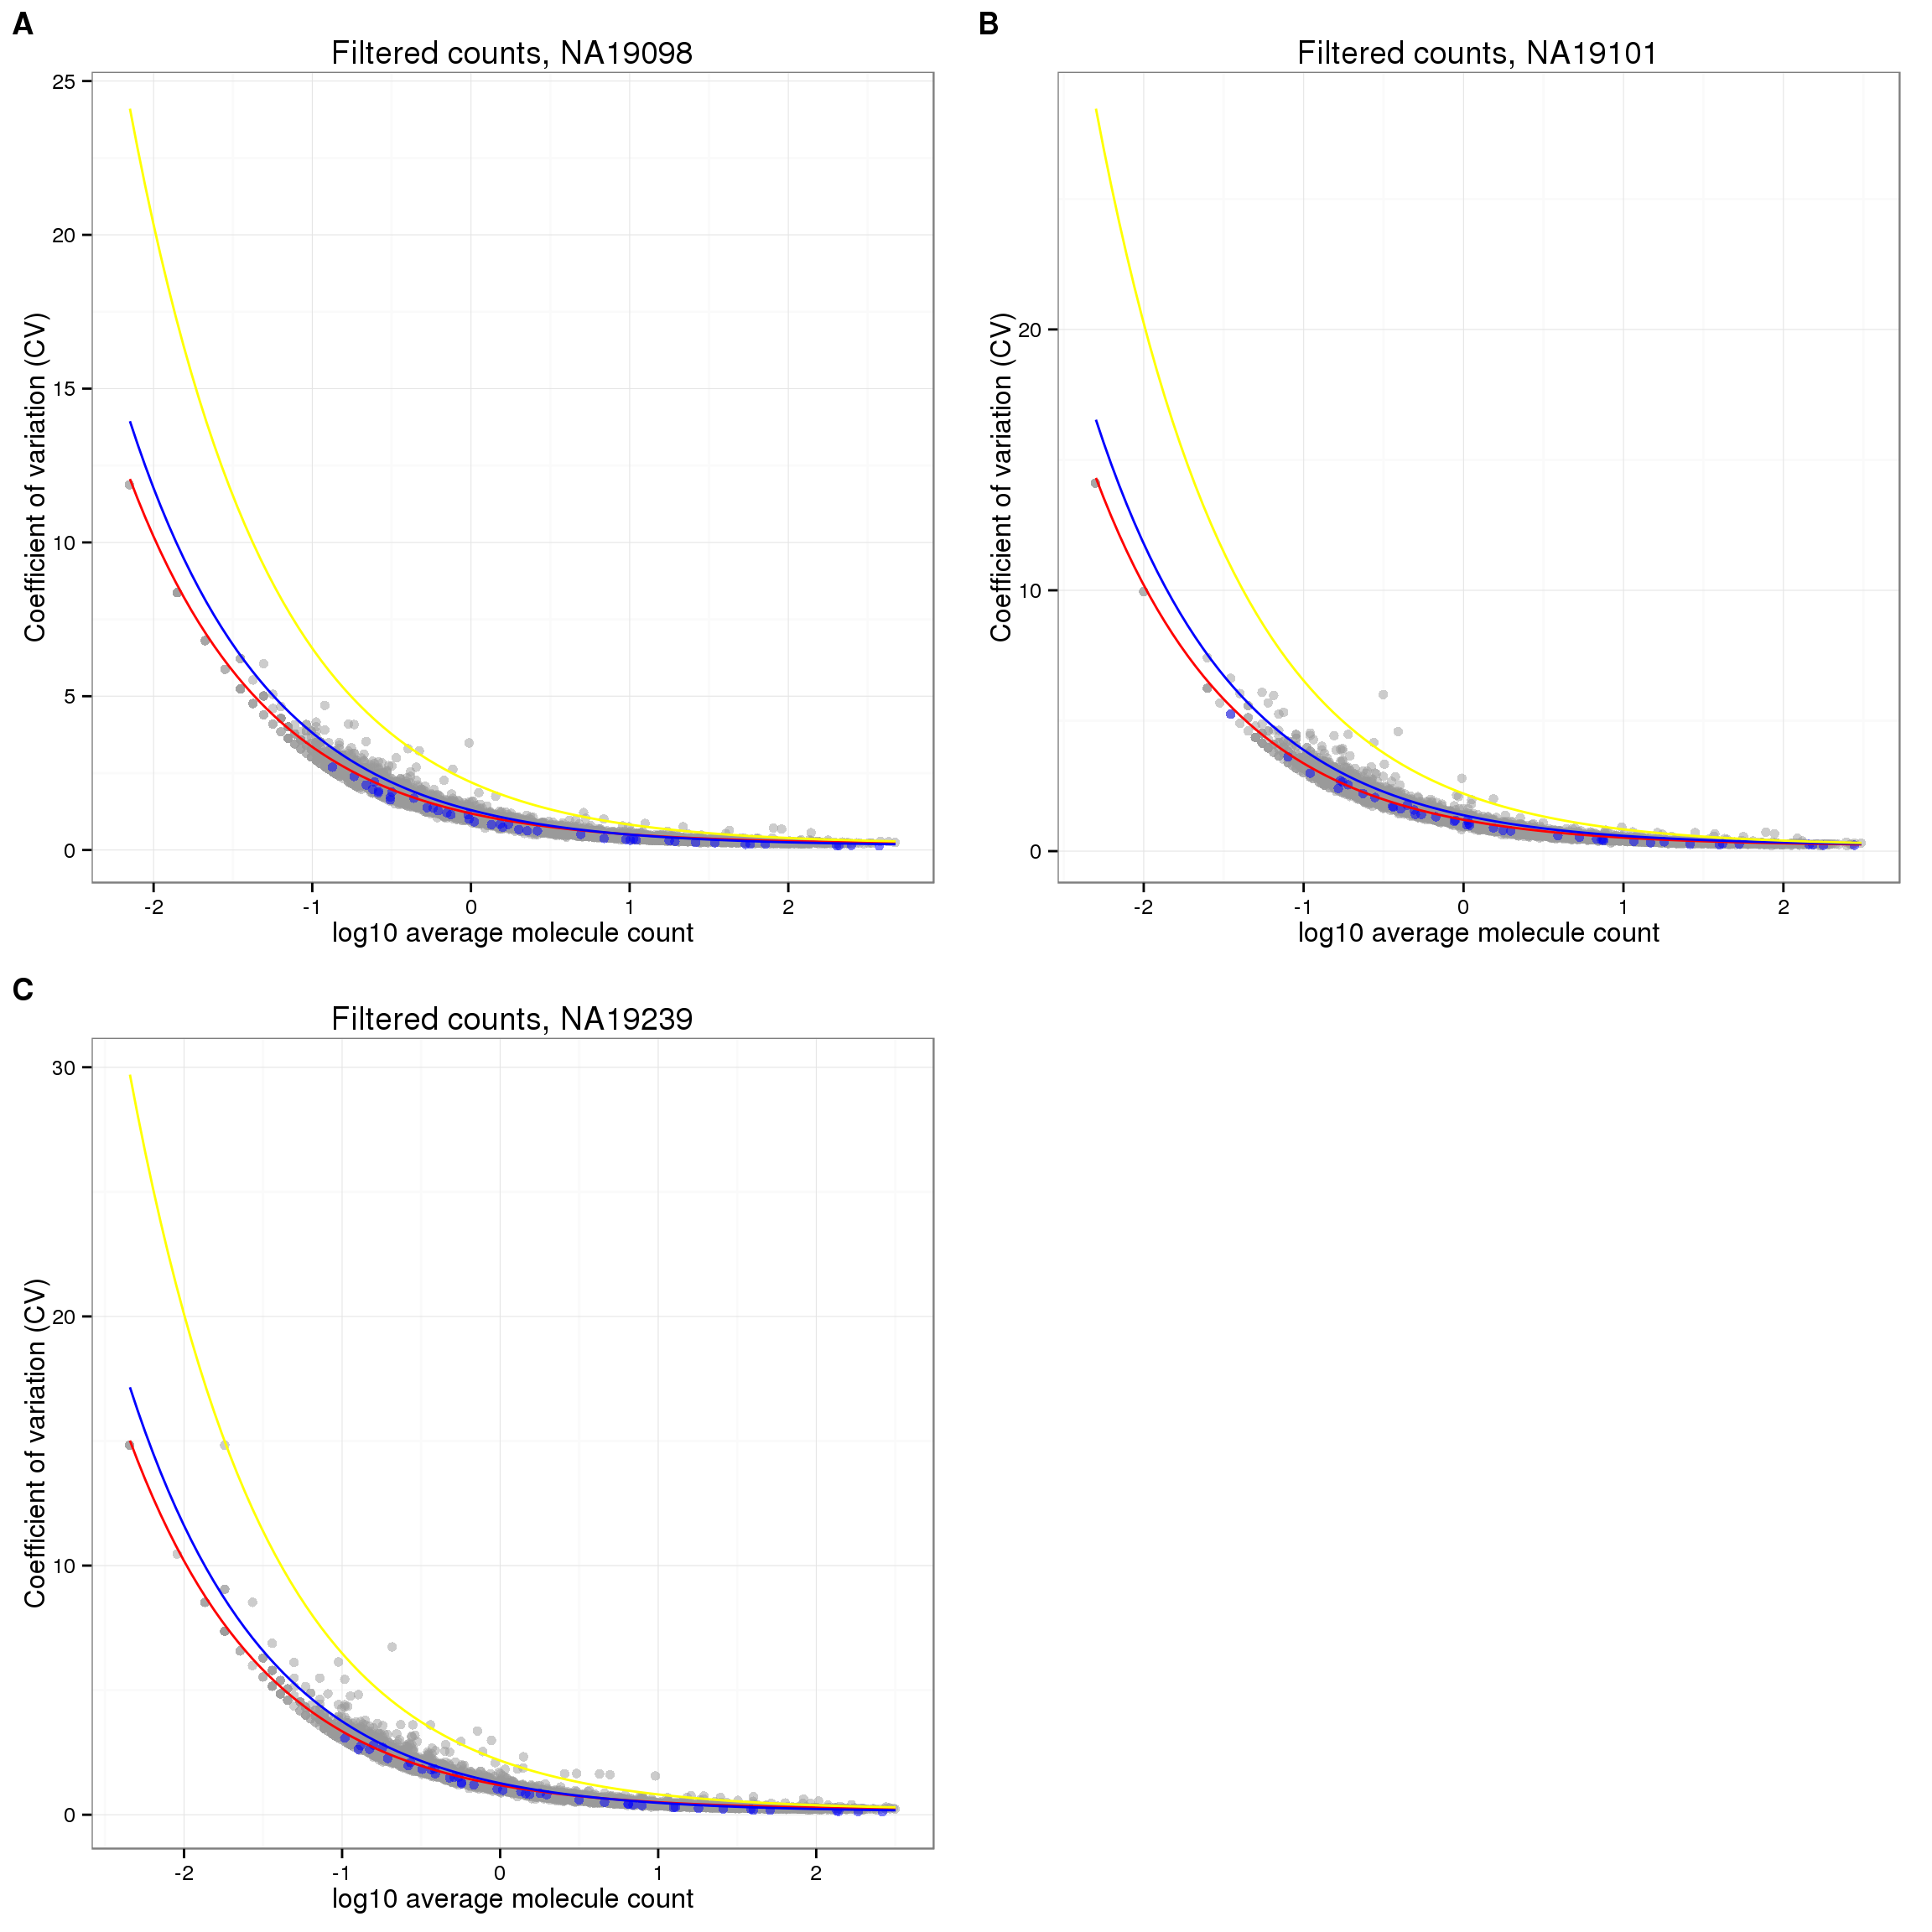 A
Filtered counts, NA19098
Coefficient of variation (CV)
25
20
15
10
5
0
-2 -1 0 1 2
log10 average molecule count
B
Filtered counts, NA19101
Coefficient of variation (CV)
20
10
0
-2 -1 0 1 2
log10 average molecule count
C
Filtered counts, NA19239
Coefficient of variation (CV)
30
20
10
0
-2 -1 0 1 2
log10 average molecule count